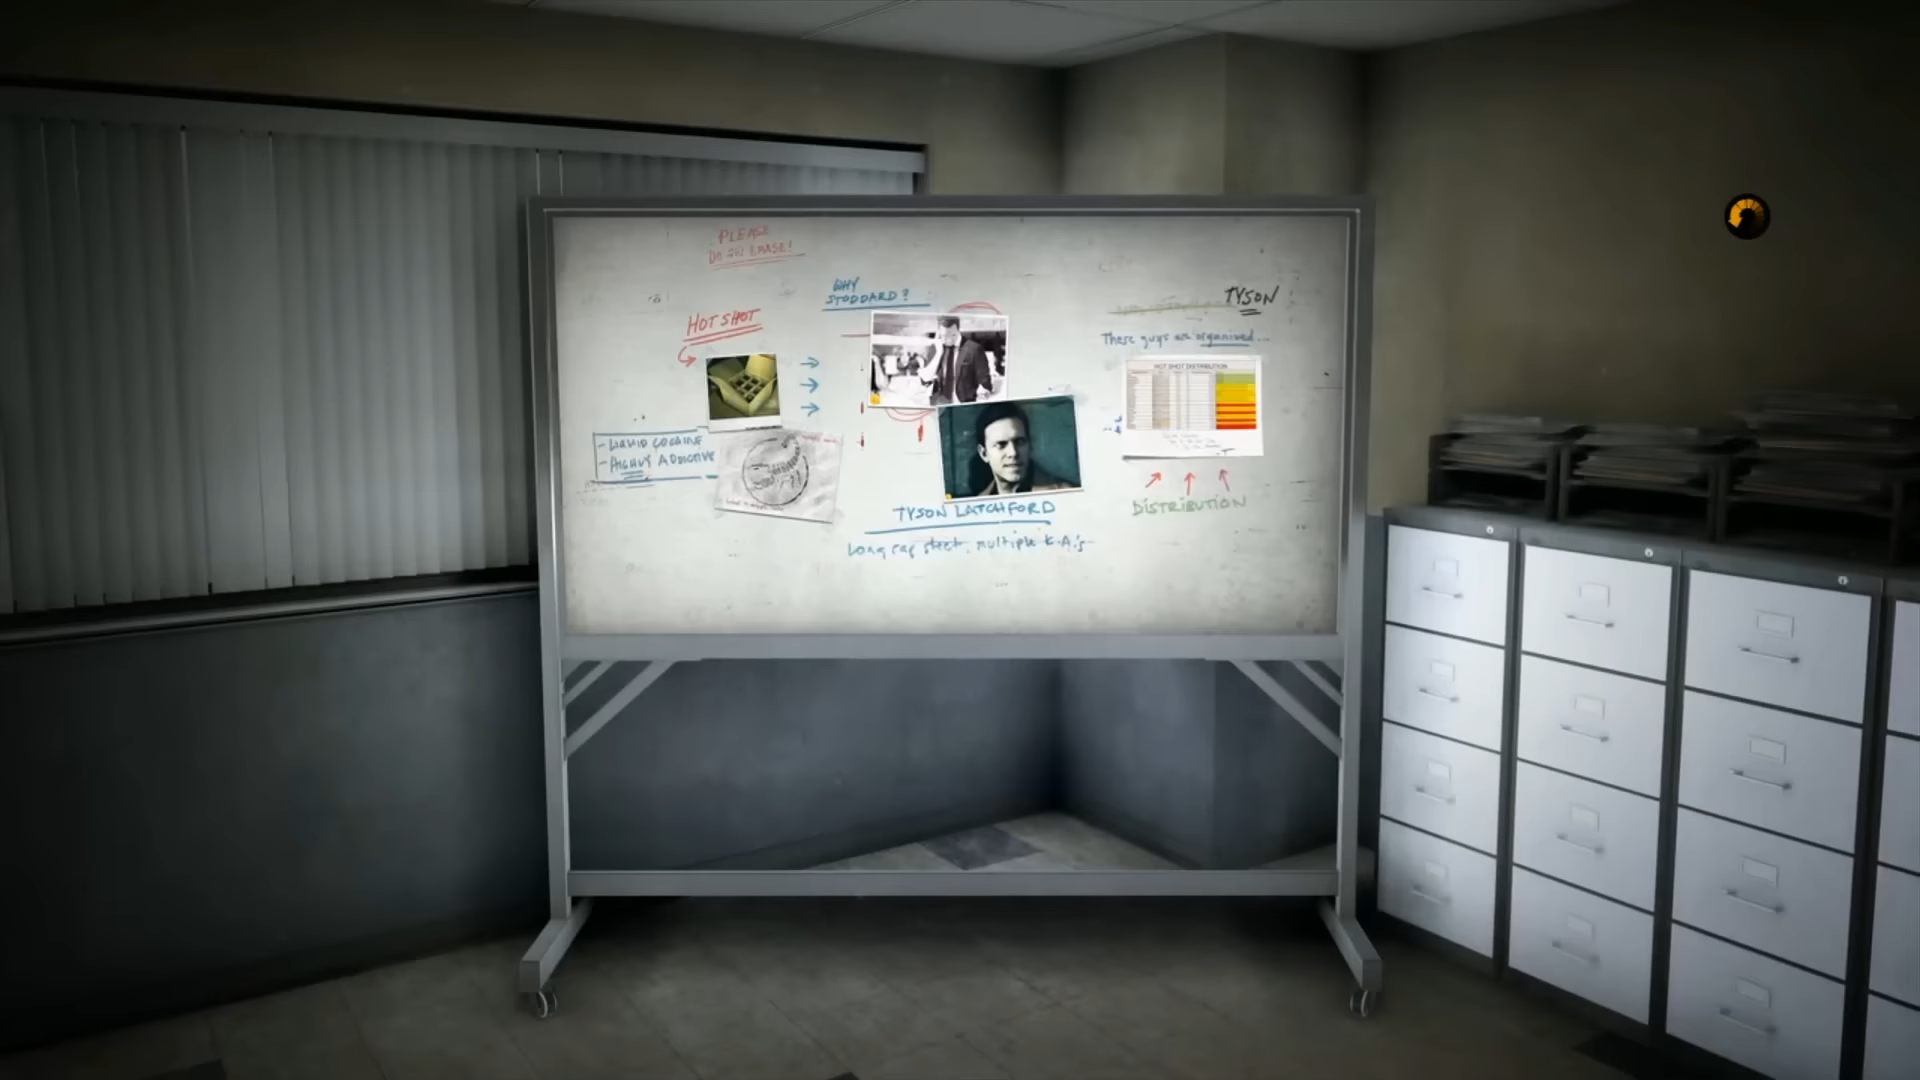 PLEASE
DO NOT ERASE!
WHY
STODDARD?
HOT SHOT
TYSON
These guys are organized...
HOT SHOT DISTRIBUTION
- LIQUID COCAINE
- HIGHLY ADDICTIVE
TYSON LATCHFORD
Long rap sheet, multiple K.A.'s
DISTRIBUTION